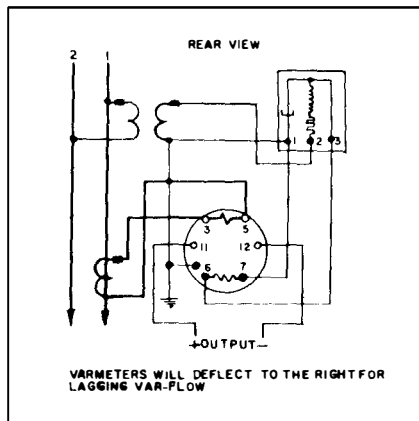 REAR VIEW
2 1
1 2 3
3 5
11 12
6 7
+OUTPUT-
VARMETERS WILL DEFLECT TO THE RIGHT FOR
LAGGING VAR-FLOW